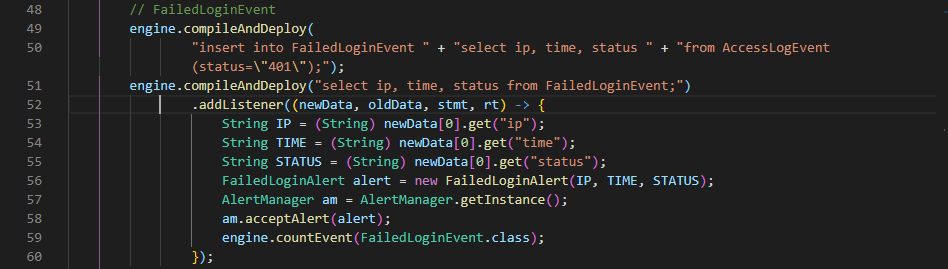 48 // FailedLoginEvent
49 engine.compileAndDeploy(
50 "insert into FailedLoginEvent " + "select ip, time, status " + "from AccessLogEvent
(status=\"401\");");
51 engine.compileAndDeploy("select ip, time, status from FailedLoginEvent;")
52 .addListener((newData, oldData, stmt, rt) -> {
53 String IP = (String) newData[0].get("ip");
54 String TIME = (String) newData[0].get("time");
55 String STATUS = (String) newData[0].get("status");
56 FailedLoginAlert alert = new FailedLoginAlert(IP, TIME, STATUS);
57 AlertManager am = AlertManager.getInstance();
58 am.acceptAlert(alert);
59 engine.countEvent(FailedLoginEvent.class);
60 });